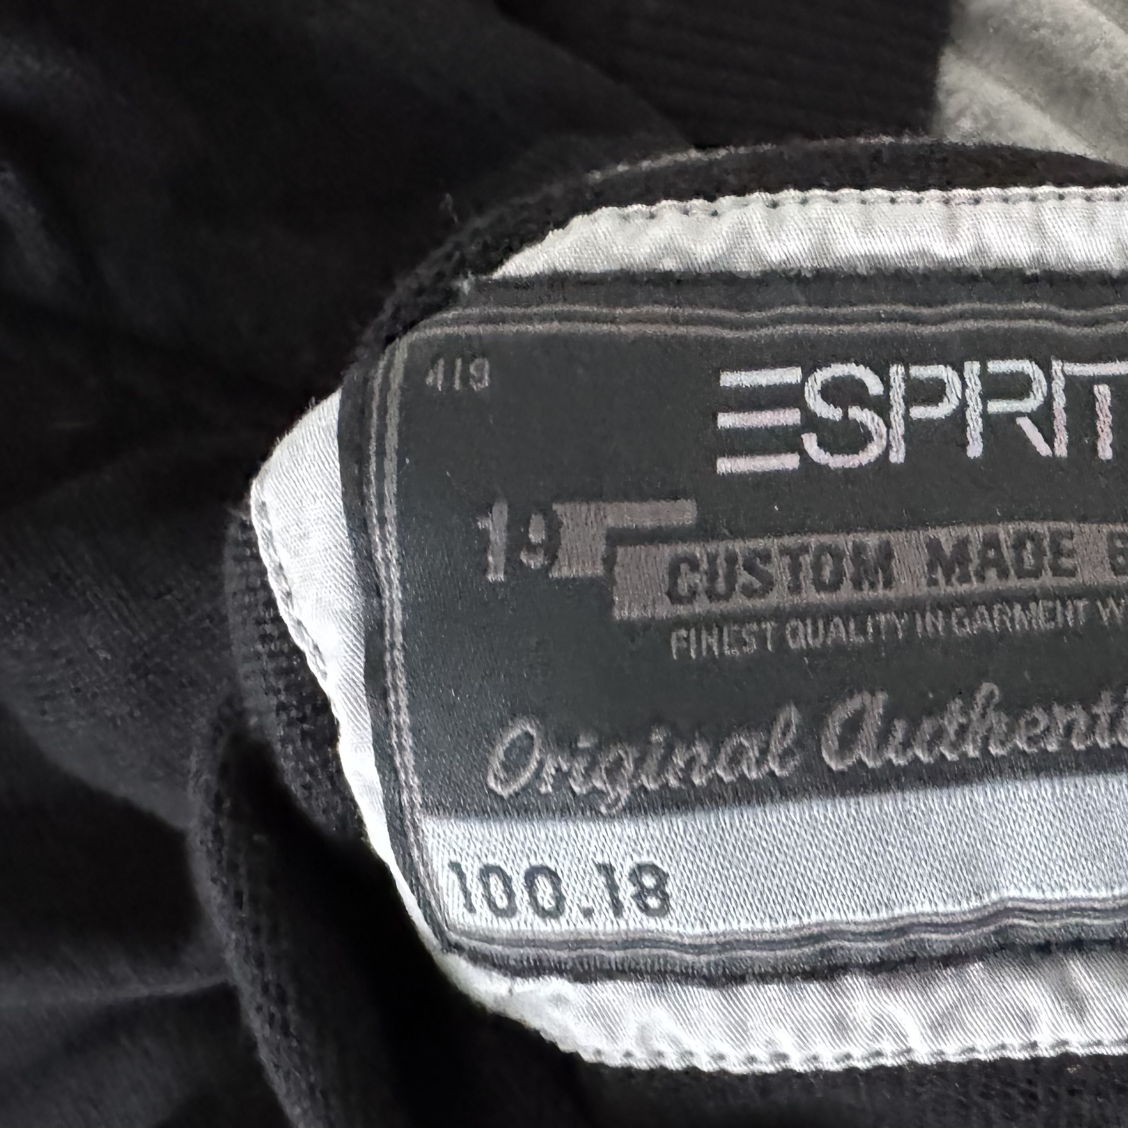 419
ESPRIT
19
CUSTOM MADE
FINEST QUALITY IN GARMENT
Original
100.18